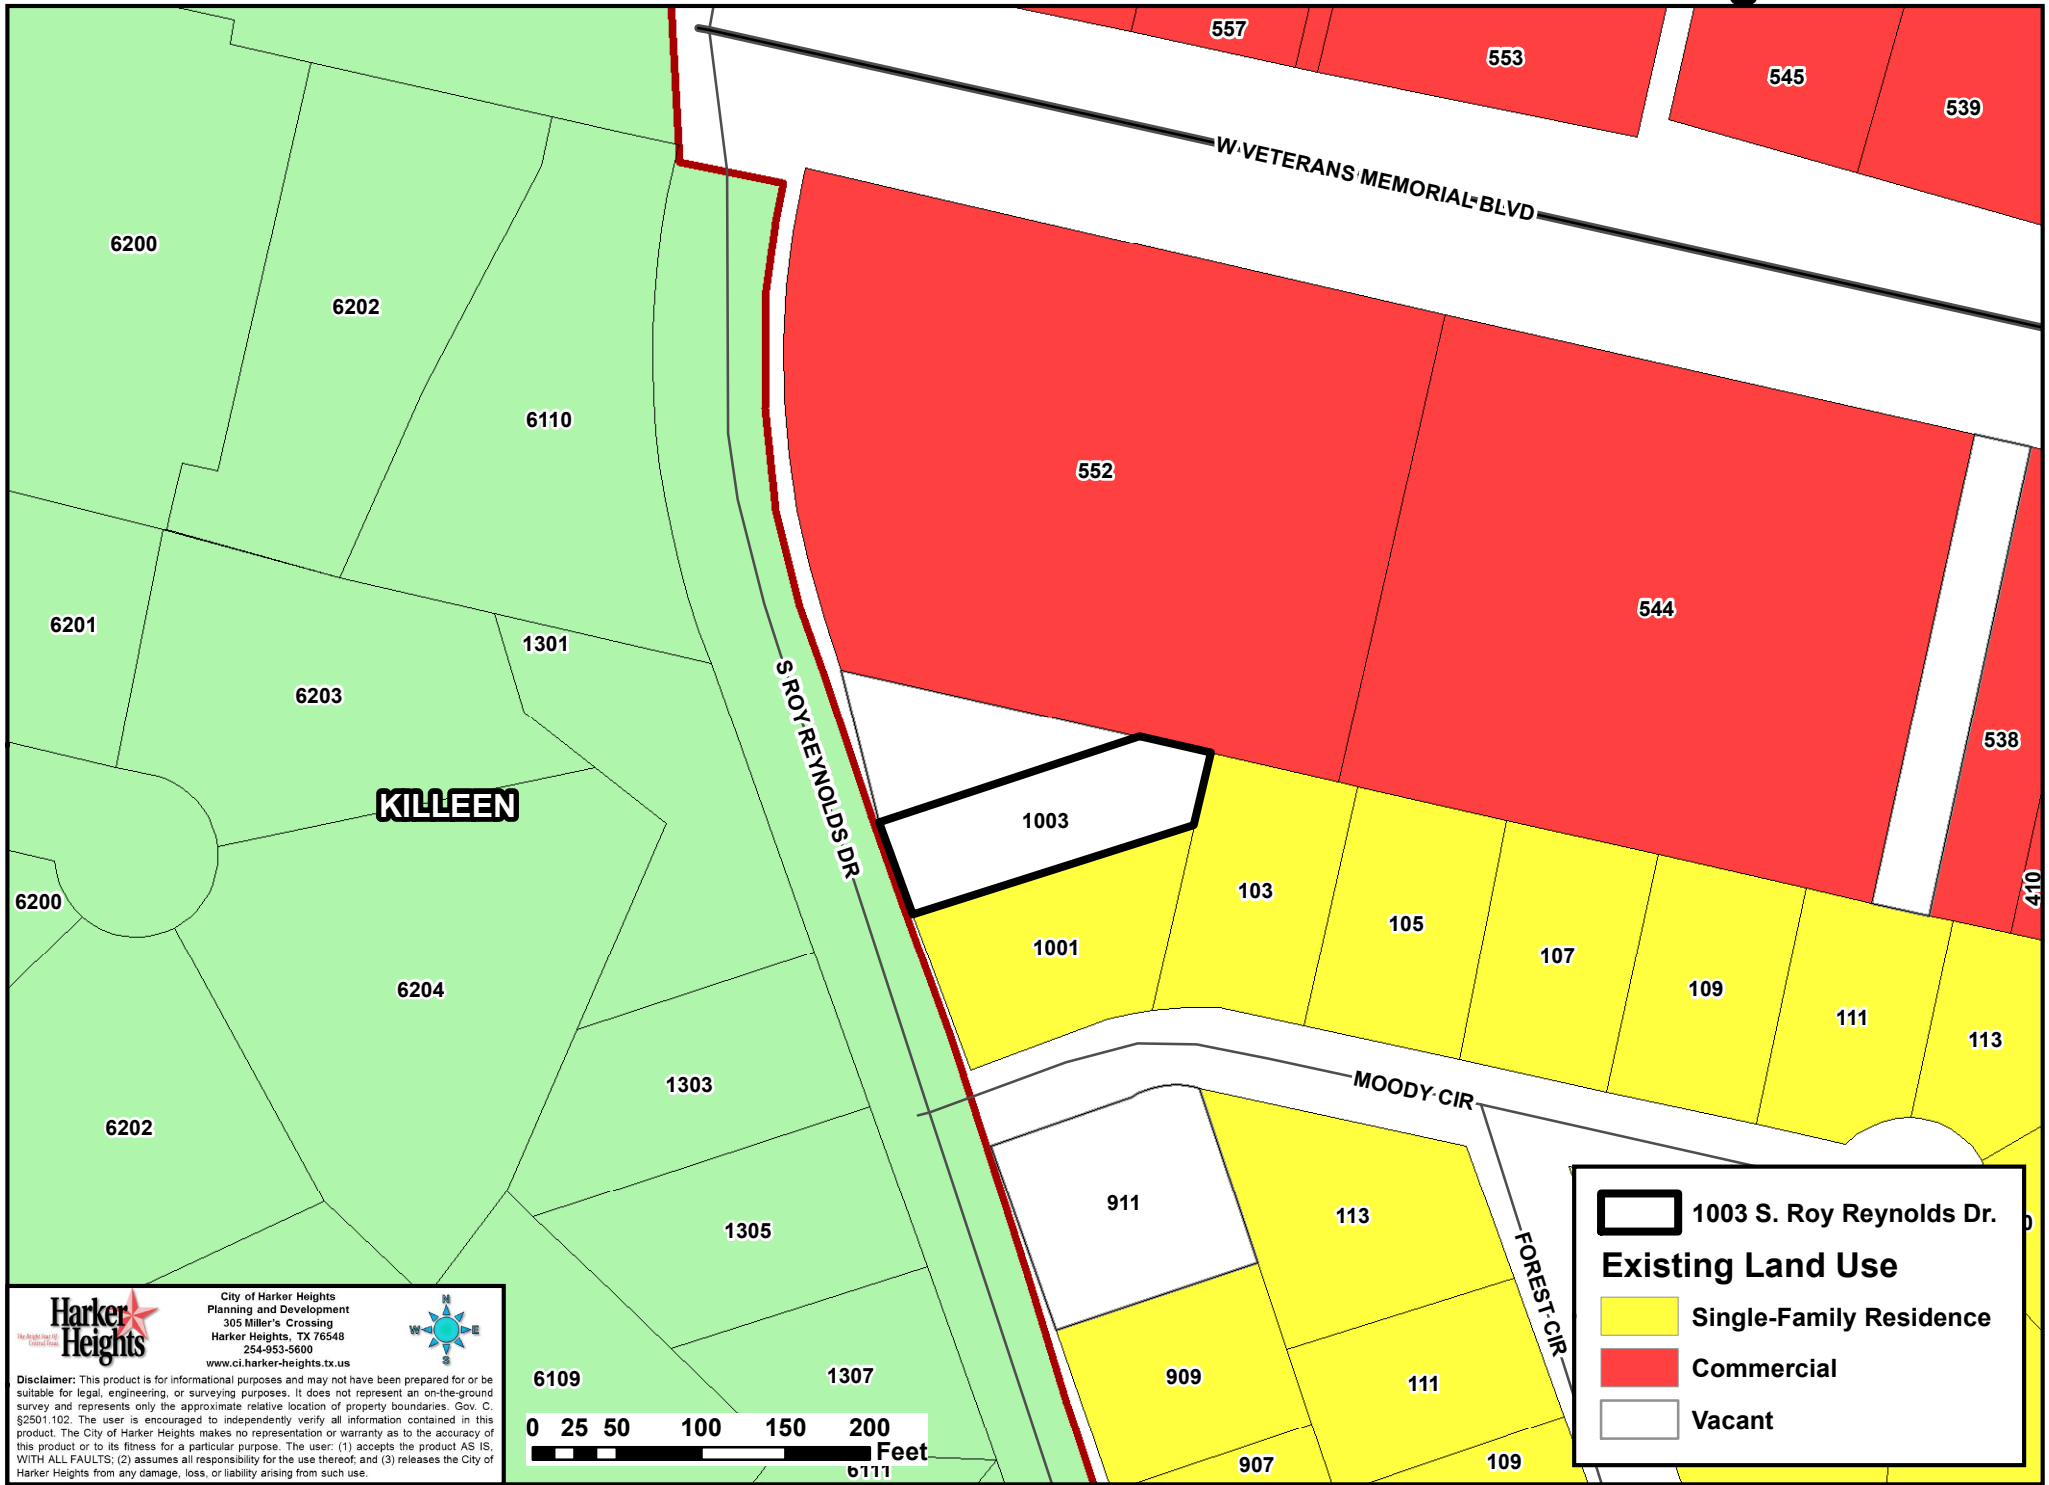 557
553
545
539
W VETERANS MEMORIAL BLVD
6200
6202
6110
552
544
6201
1301
6203
S ROY REYNOLDS DR
538
KILLEEN
1003
410
6200
103
105
1001
107
6204
109
111
113
1303
MOODY CIR
6202
911
113
1305
FOREST CIR
0
1003 S. Roy Reynolds Dr.
Existing Land Use
Single-Family Residence
Commercial
Vacant
6109
1307
909
111
907
109
6111
0 25 50 100 150 200
Feet
Harker
Heights
City of Harker Heights
Planning and Development
305 Miller's Crossing
Harker Heights, TX 76548
254-953-5600
www.ci.harker-heights.tx.us
N
W E
S
Disclaimer: This product is for informational purposes and may not have been prepared for or be
suitable for legal, engineering, or surveying purposes. It does not represent an on-the-ground
survey and represents only the approximate relative location of property boundaries. Gov. C.
§2501.102. The user is encouraged to independently verify all information contained in this
product. The City of Harker Heights makes no representation or warranty as to the accuracy of
this product or to its fitness for a particular purpose. The user: (1) accepts the product AS IS,
WITH ALL FAULTS; (2) assumes all responsibility for the use thereof; and (3) releases the City of
Harker Heights from any damage, loss, or liability arising from such use.